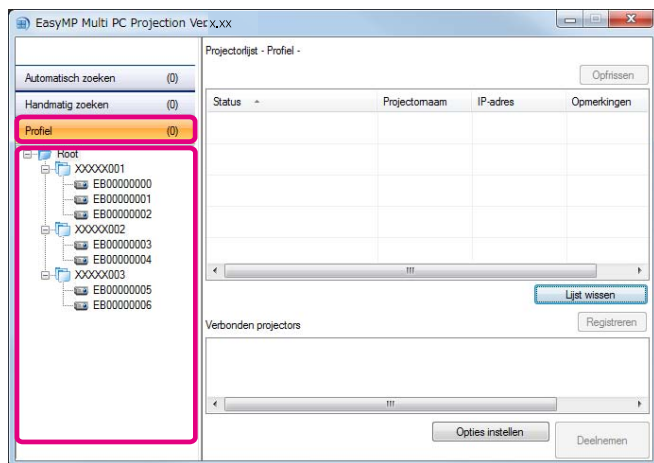 EasyMP Multi PC Projection Ver.x.xx
Projectorlijst - Profiel -
Automatisch zoeken (0)
Opfrissen
Handmatig zoeken (0)
Status Projectornaam IP-adres Opmerkingen
Profiel (0)
Root
XXXXX001
EB00000000
EB00000001
EB00000002
XXXXX002
EB00000003
EB00000004
XXXXX003
EB00000005
EB00000006
Lijst wissen
Verbonden projectors
Registreren
Opties instellen
Deelnemen